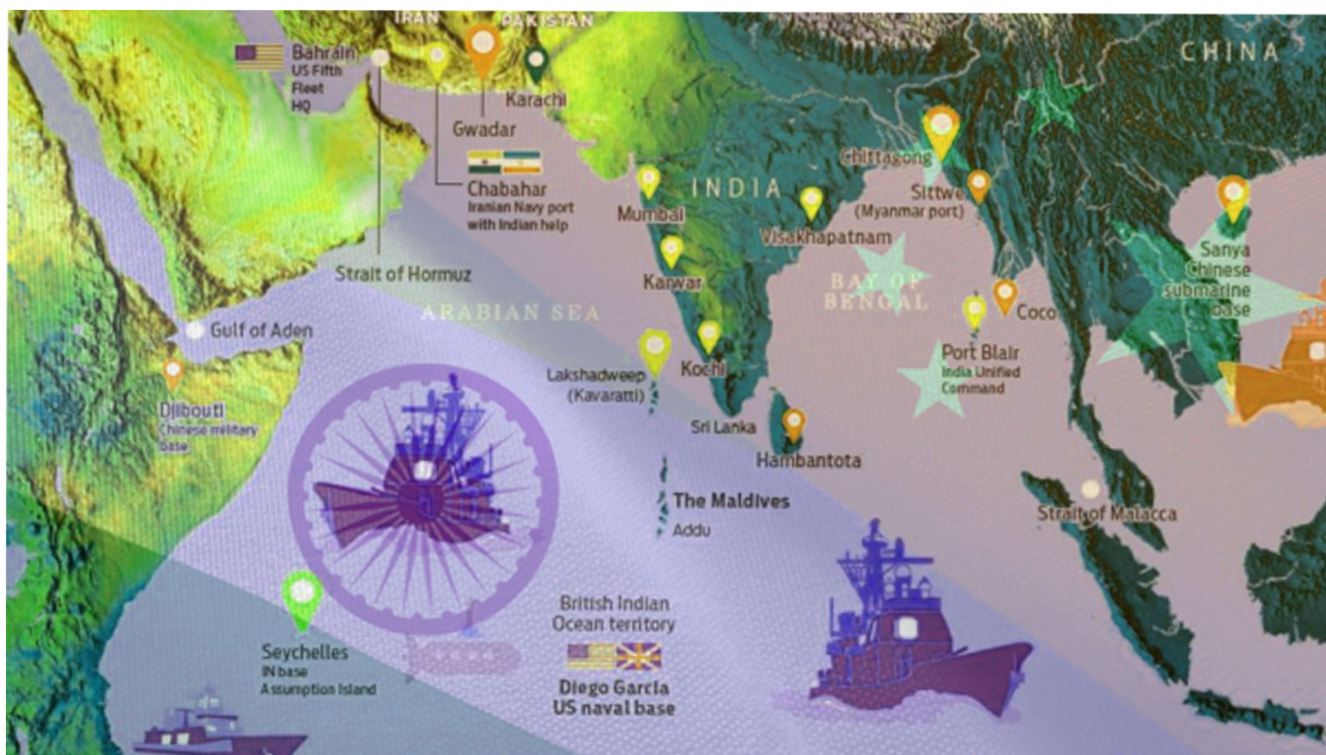 IRAN
PAKISTAN
CHINA
Bahrain
US Fifth
Fleet
HQ
Karachi
Gwadar
Chabahar
Iranian Navy port
with Indian help
Strait of Hormuz
INDIA
Mumbai
Karwar
Kochi
Visakhapatnam
Chittagong
Sittwe
(Myanmar port)
Sanya
Chinese
submarine
base
ARABIAN SEA
BAY OF
BENGAL
Coco
Port Blair
India Unified
Command
Gulf of Aden
Djibouti
Chinese military
base
Lakshadweep
(Kavaratti)
Sri Lanka
Hambantota
The Maldives
Addu
Strait of Malacca
Seychelles
IN base
Assumption Island
British Indian
Ocean territory
Diego Garcia
US naval base